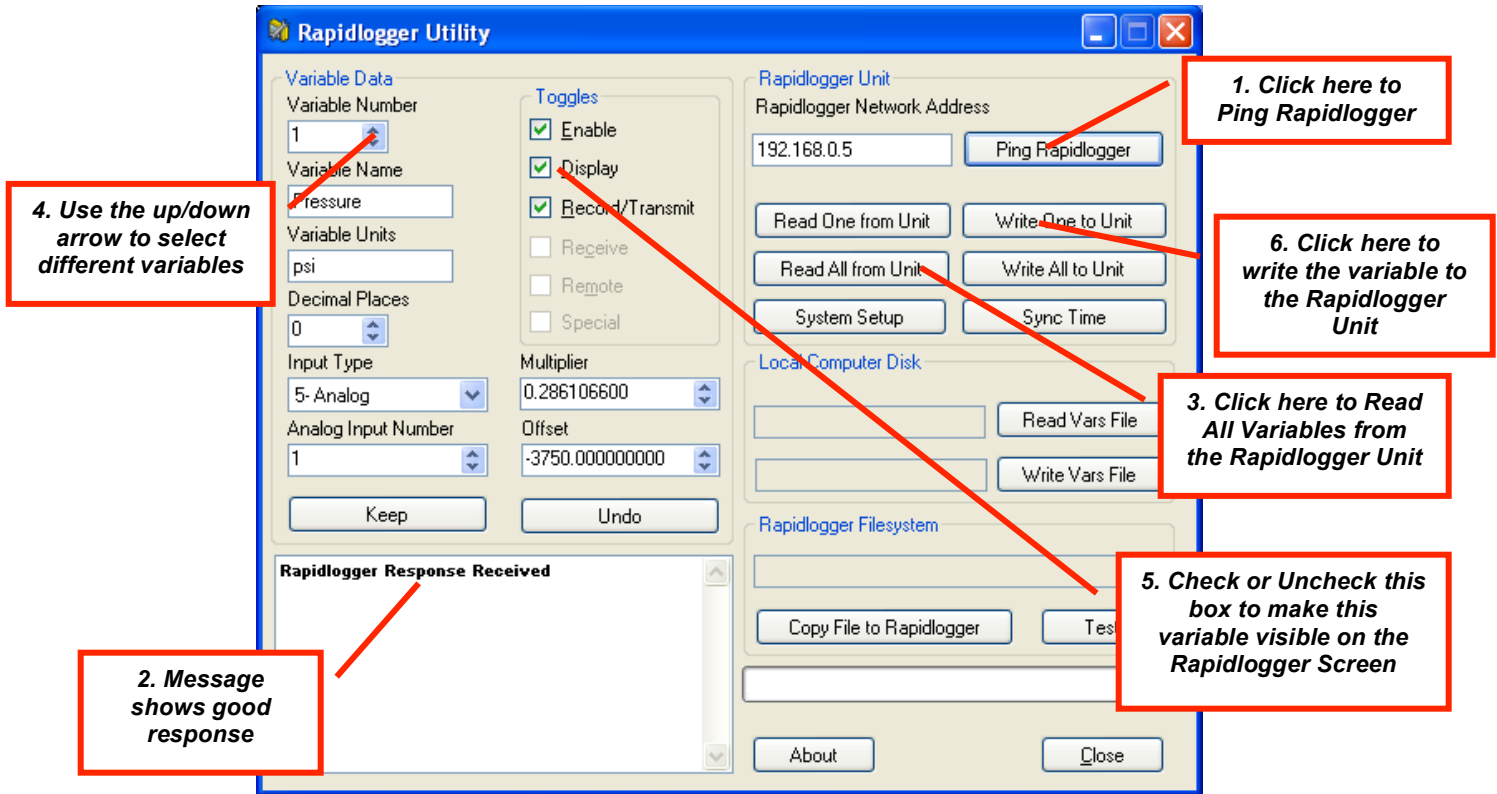 Rapidlogger Utility
Variable Data
Variable Number
1
Variable Name
Pressure
Variable Units
psi
Decimal Places
0
Input Type
5- Analog
Analog Input Number
1
Keep
Toggles
Enable
Display
Record/Transmit
Receive
Remote
Special
Multiplier
0.286106600
Offset
-3750.000000000
Undo
Rapidlogger Response Received
Rapidlogger Unit
Rapidlogger Network Address
192.168.0.5
Ping Rapidlogger
Read One from Unit
Write One to Unit
Read All from Unit
Write All to Unit
System Setup
Sync Time
Local Computer Disk
Read Vars File
Write Vars File
Rapidlogger Filesystem
Copy File to Rapidlogger
Test
About
Close
1. Click here to
Ping Rapidlogger
2. Message
shows good
response
3. Click here to Read
All Variables from
the Rapidlogger Unit
4. Use the up/down
arrow to select
different variables
5. Check or Uncheck this
box to make this
variable visible on the
Rapidlogger Screen
6. Click here to
write the variable to
the Rapidlogger
Unit